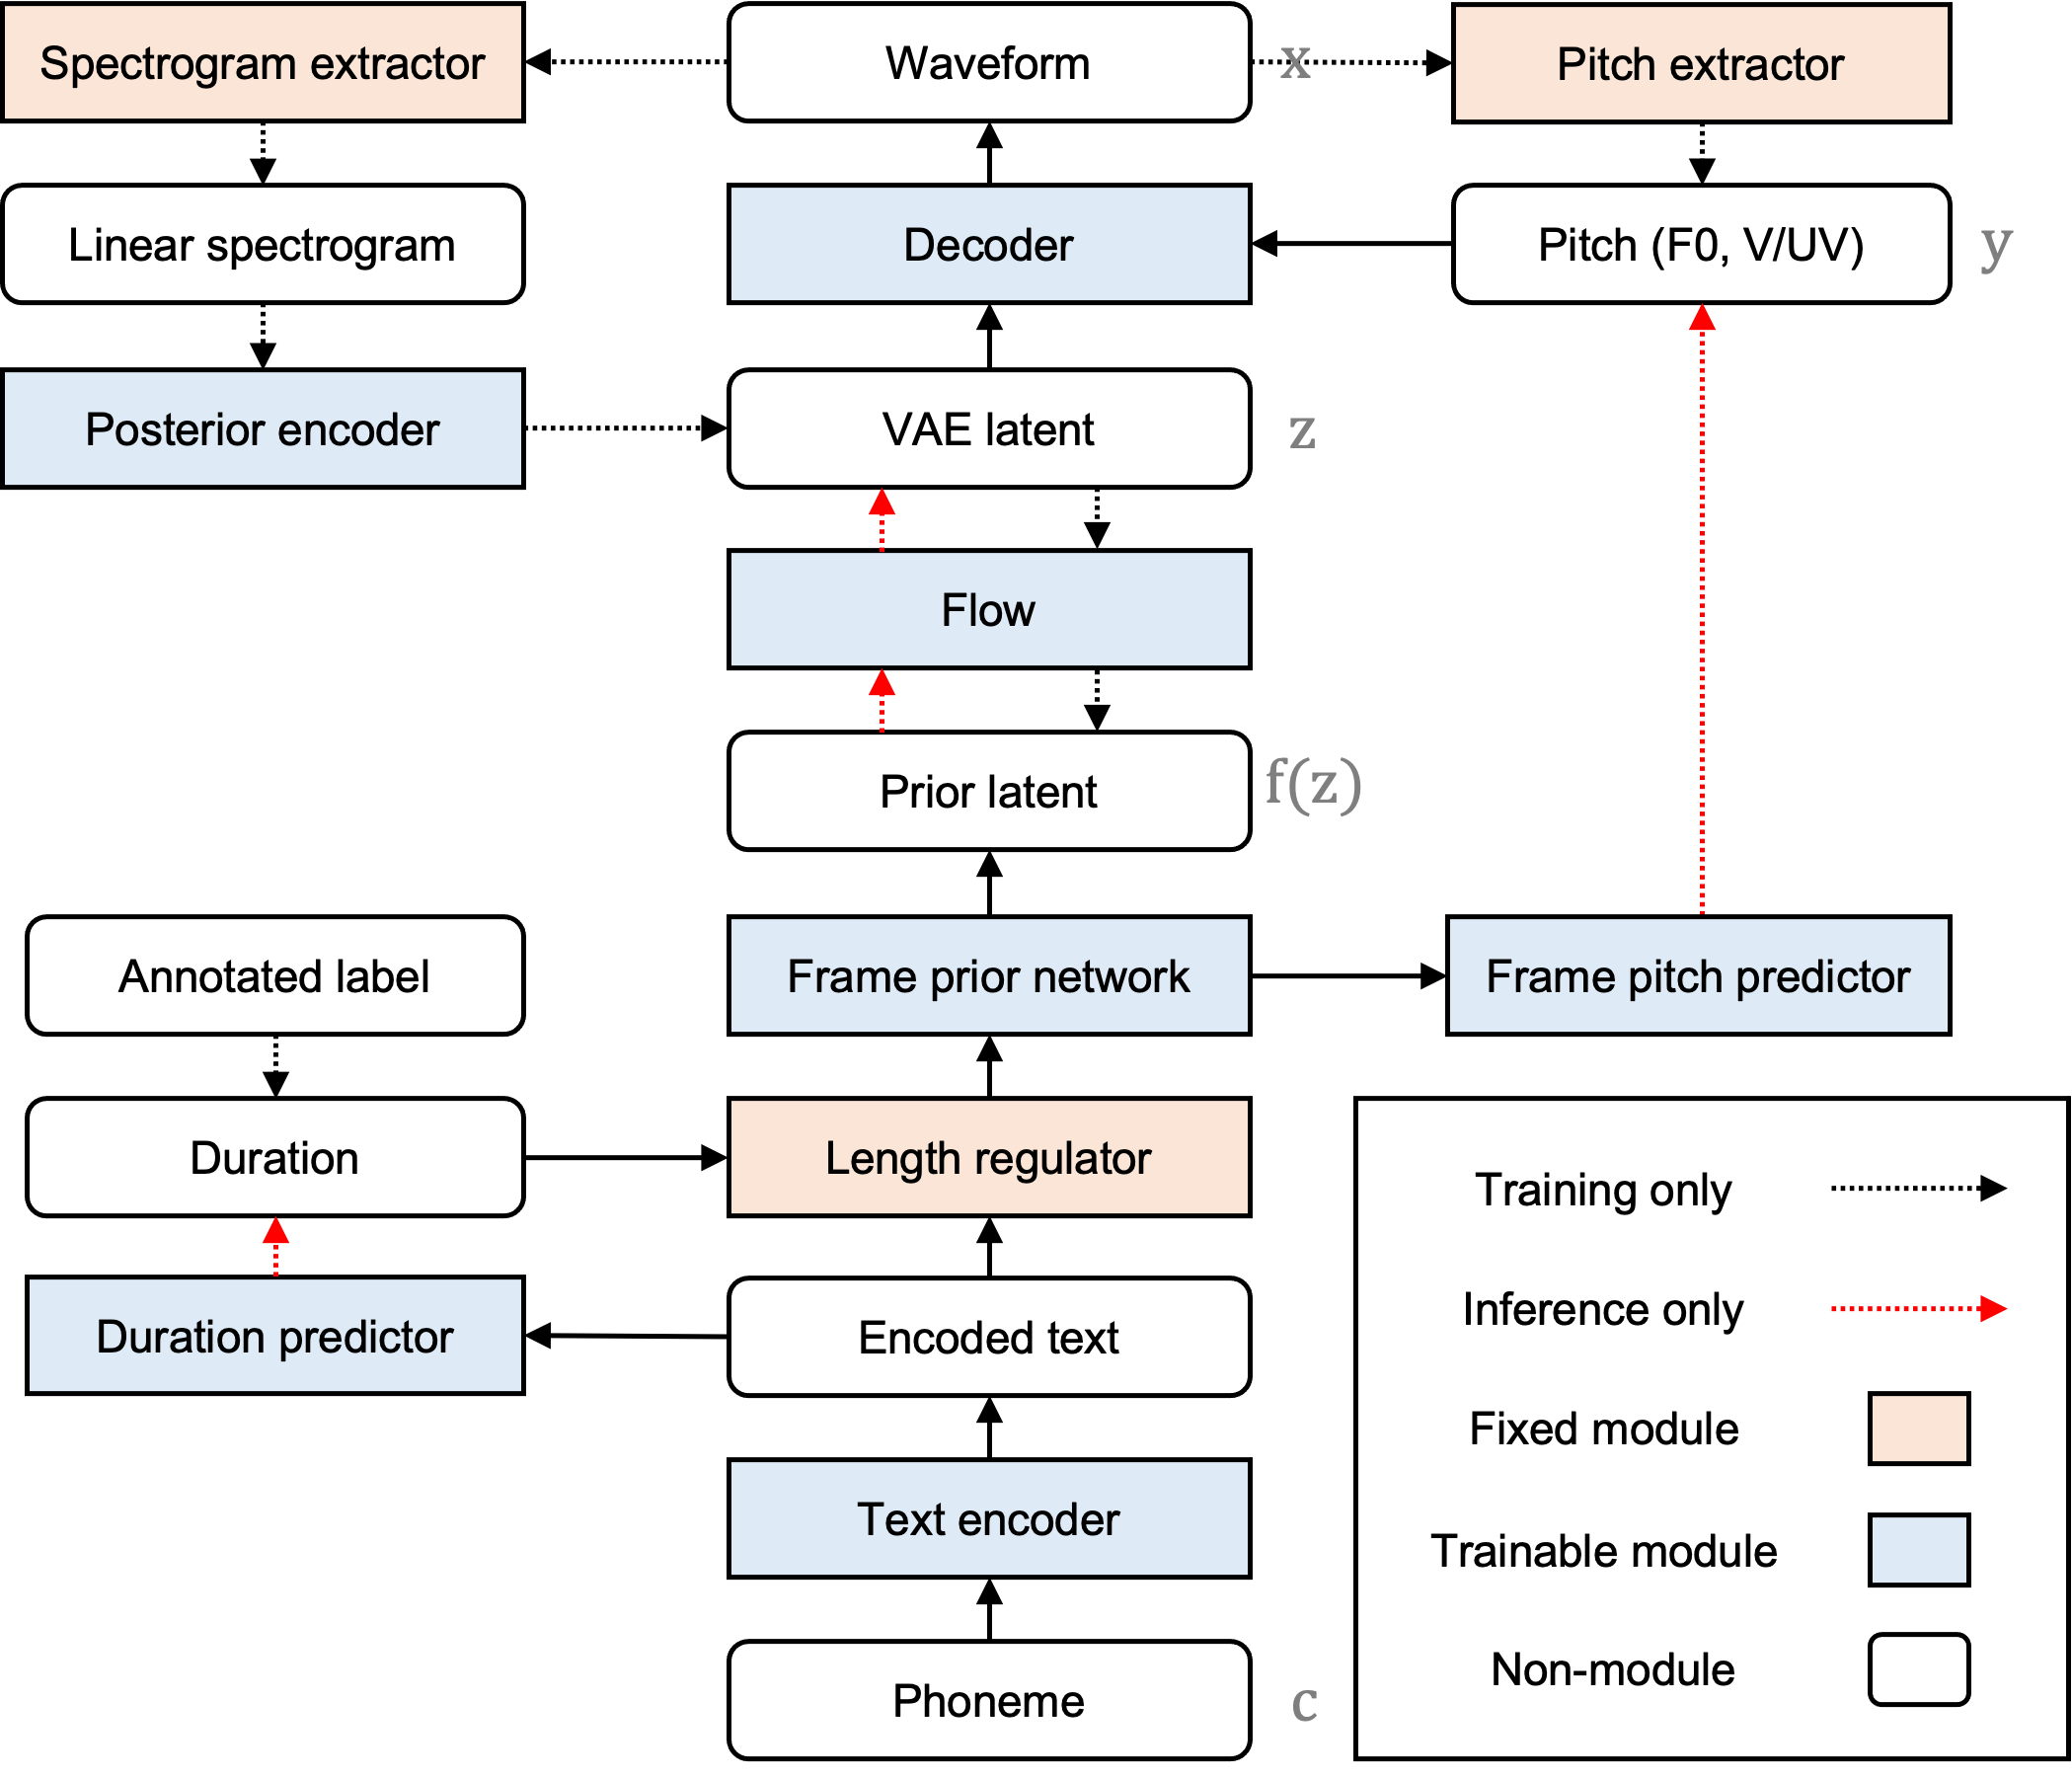 Spectrogram extractor
Waveform
x
Pitch extractor
Linear spectrogram
Decoder
Pitch (F0, V/UV)
y
Posterior encoder
VAE latent
z
Flow
Prior latent
f(z)
Annotated label
Frame prior network
Frame pitch predictor
Duration
Length regulator
Duration predictor
Encoded text
Text encoder
Phoneme
c
Training only
Inference only
Fixed module
Trainable module
Non-module